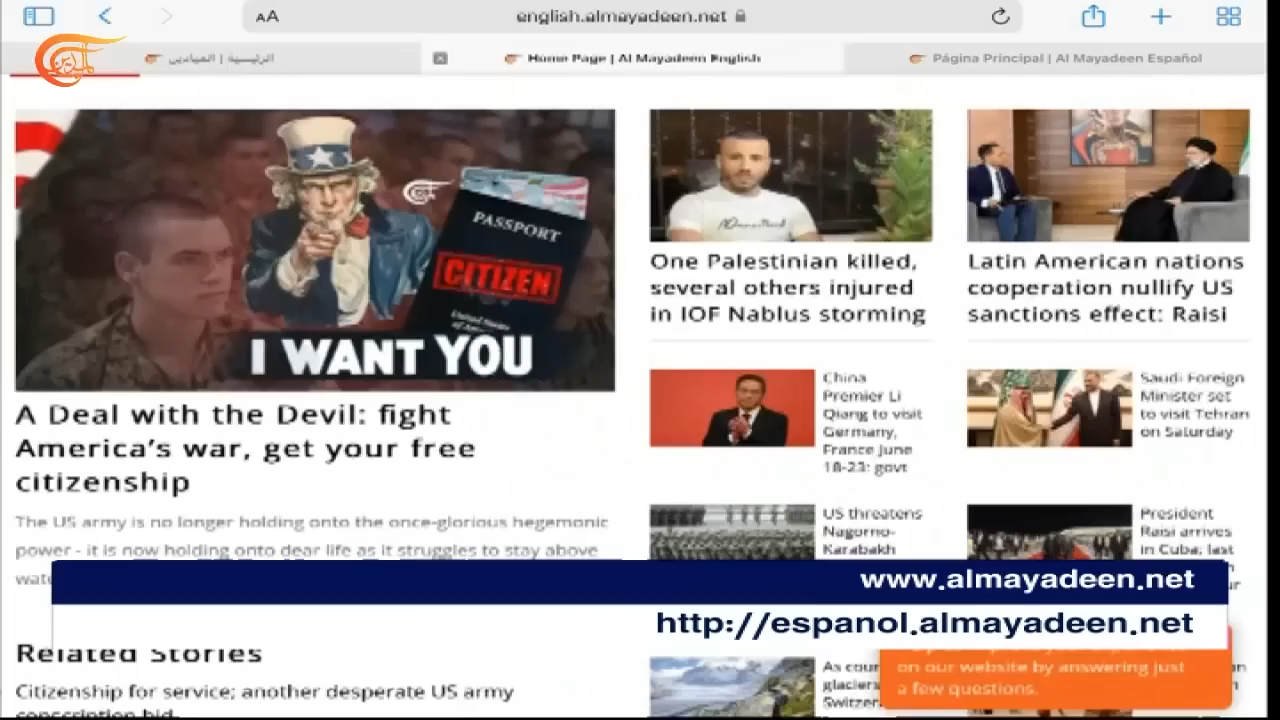 AA
english.almayadeen.net
الرئيسية | الميادين
Home Page | Al Mayadeen English
Página Principal | Al Mayadeen Español
PASSPORT
CITIZEN
United States
I WANT YOU
A Deal with the Devil: fight
America's war, get your free
citizenship
The US army is no longer holding onto the once-glorious hegemonic
power - it is now holding onto dear life as it struggles to stay above
Related Stories
Citizenship for service; another desperate US army
conscription bid
One Palestinian killed,
several others injured
in IOF Nablus storming
China
Premier Li
Qiang to visit
Germany,
France June
18-23: govt
US threatens
Nagorno-
Karabakh
As cour
glaciers
Switzer
Latin American nations
cooperation nullify US
sanctions effect: Raisi
Saudi Foreign
Minister set
to visit Tehran
on Saturday
President
Raisi arrives
in Cuba; last
www.almayadeen.net
http://espanol.almayadeen.net
on our website by answering just
a few questions.